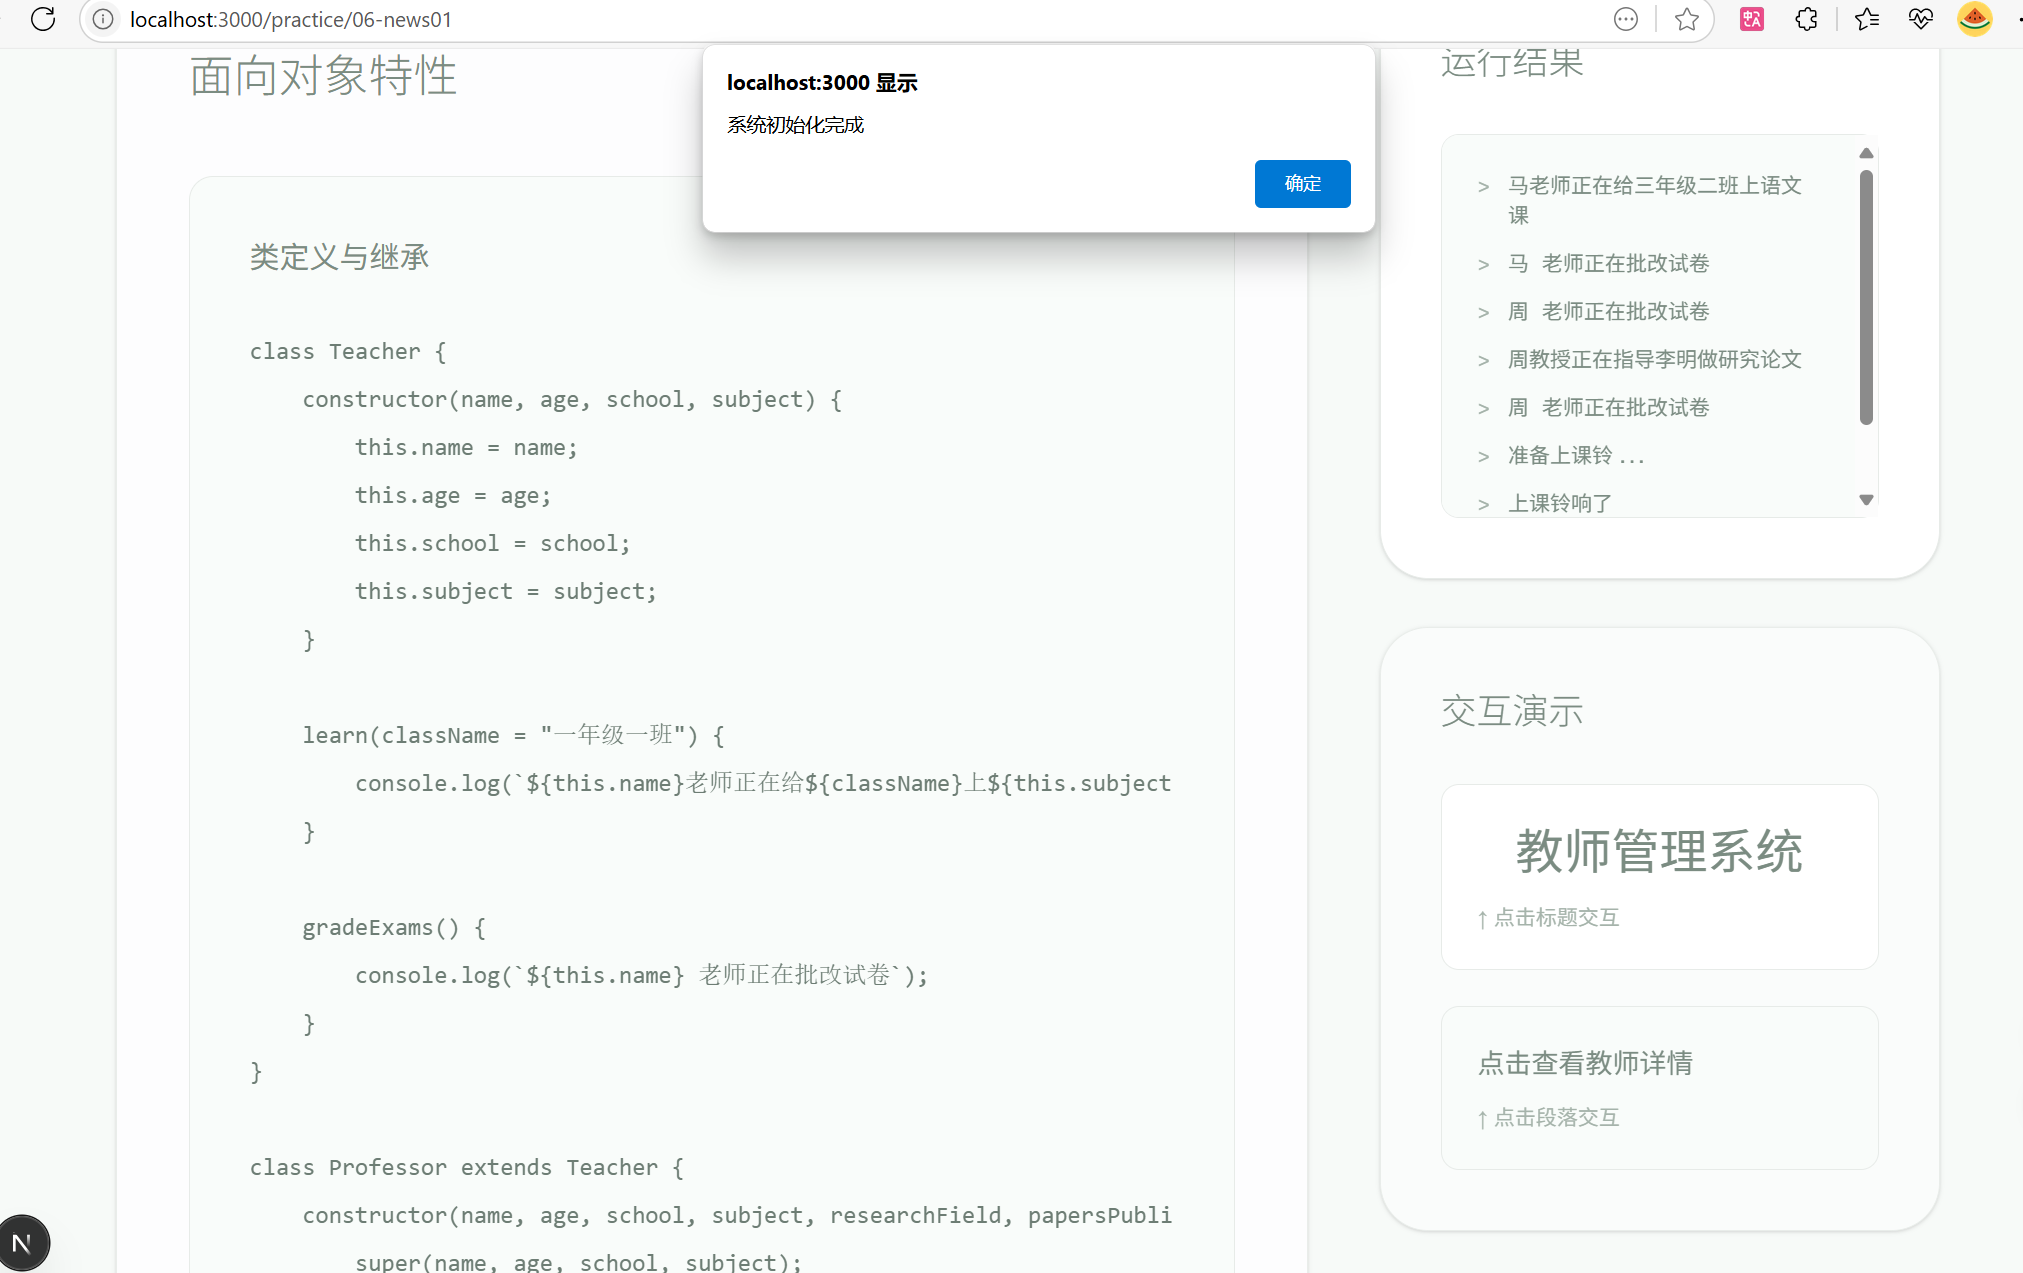 localhost:3000/practice/06-news01
localhost:3000 显示
系统初始化完成
确定
面向对象特性
类定义与继承
class Teacher {
    constructor(name, age, school, subject) {
        this.name = name;
        this.age = age;
        this.school = school;
        this.subject = subject;
    }
    learn(className = "一年级一班") {
        console.log(`${this.name}老师正在给${className}上${this.subject
    }
    gradeExams() {
        console.log(`${this.name} 老师正在批改试卷`);
    }
}
class Professor extends Teacher {
    constructor(name, age, school, subject, researchField, papersPubli
        super(name, age, school, subject);
运行结果
> 马老师正在给三年级二班上语文
课
> 马 老师正在批改试卷
> 周 老师正在批改试卷
> 周教授正在指导李明做研究论文
> 周 老师正在批改试卷
> 准备上课铃 ...
> 上课铃响了
交互演示
教师管理系统
↑ 点击标题交互
点击查看教师详情
↑ 点击段落交互
N